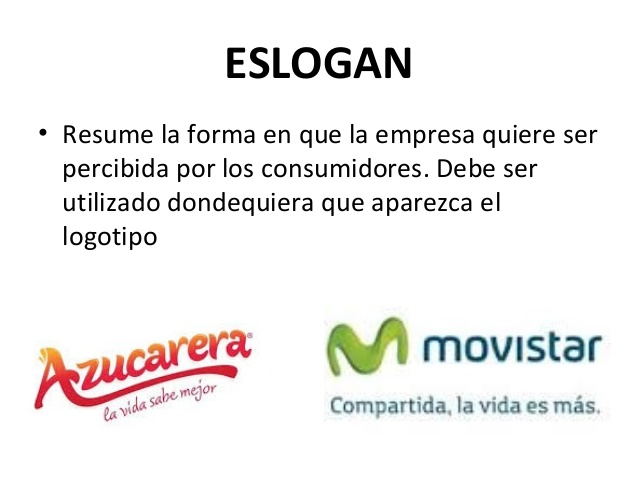 ESLOGAN
• Resume la forma en que la empresa quiere ser
percibida por los consumidores. Debe ser
utilizado dondequiera que aparezca el
logotipo
Azucarera®
la vida sabe mejor
movistar
Compartida, la vida es más.